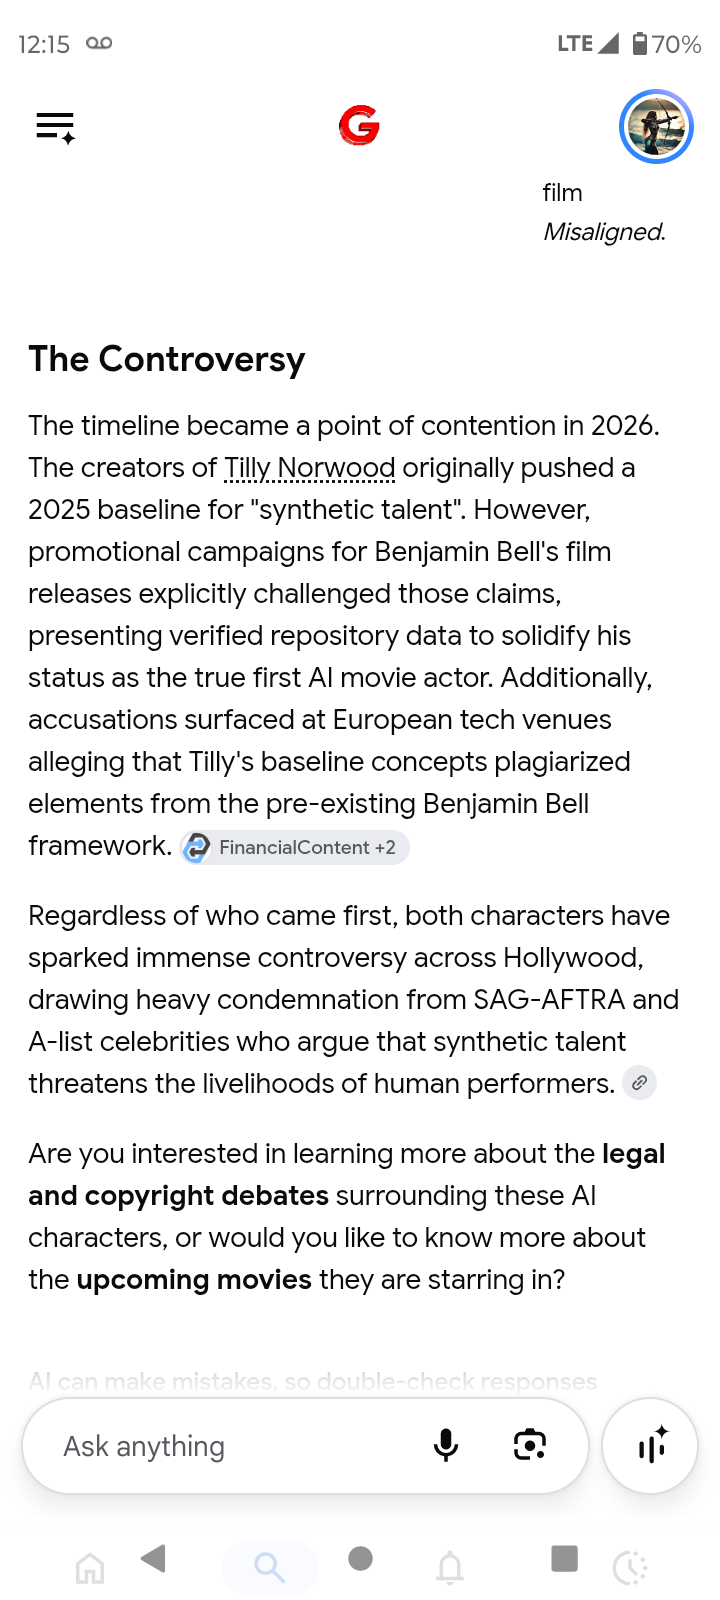 12:15
LTE 70%
G
film
Misaligned.
The Controversy
The timeline became a point of contention in 2026.
The creators of Tilly Norwood originally pushed a
2025 baseline for "synthetic talent". However,
promotional campaigns for Benjamin Bell's film
releases explicitly challenged those claims,
presenting verified repository data to solidify his
status as the true first AI movie actor. Additionally,
accusations surfaced at European tech venues
alleging that Tilly's baseline concepts plagiarized
elements from the pre-existing Benjamin Bell
framework. FinancialContent +2
Regardless of who came first, both characters have
sparked immense controversy across Hollywood,
drawing heavy condemnation from SAG-AFTRA and
A-list celebrities who argue that synthetic talent
threatens the livelihoods of human performers.
Are you interested in learning more about the legal
and copyright debates surrounding these AI
characters, or would you like to know more about
the upcoming movies they are starring in?
AI can make mistakes, so double-check responses
Ask anything